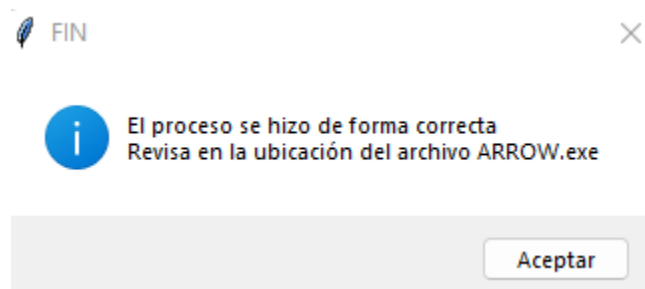 FIN
El proceso se hizo de forma correcta
Revisa en la ubicación del archivo ARROW.exe
Aceptar